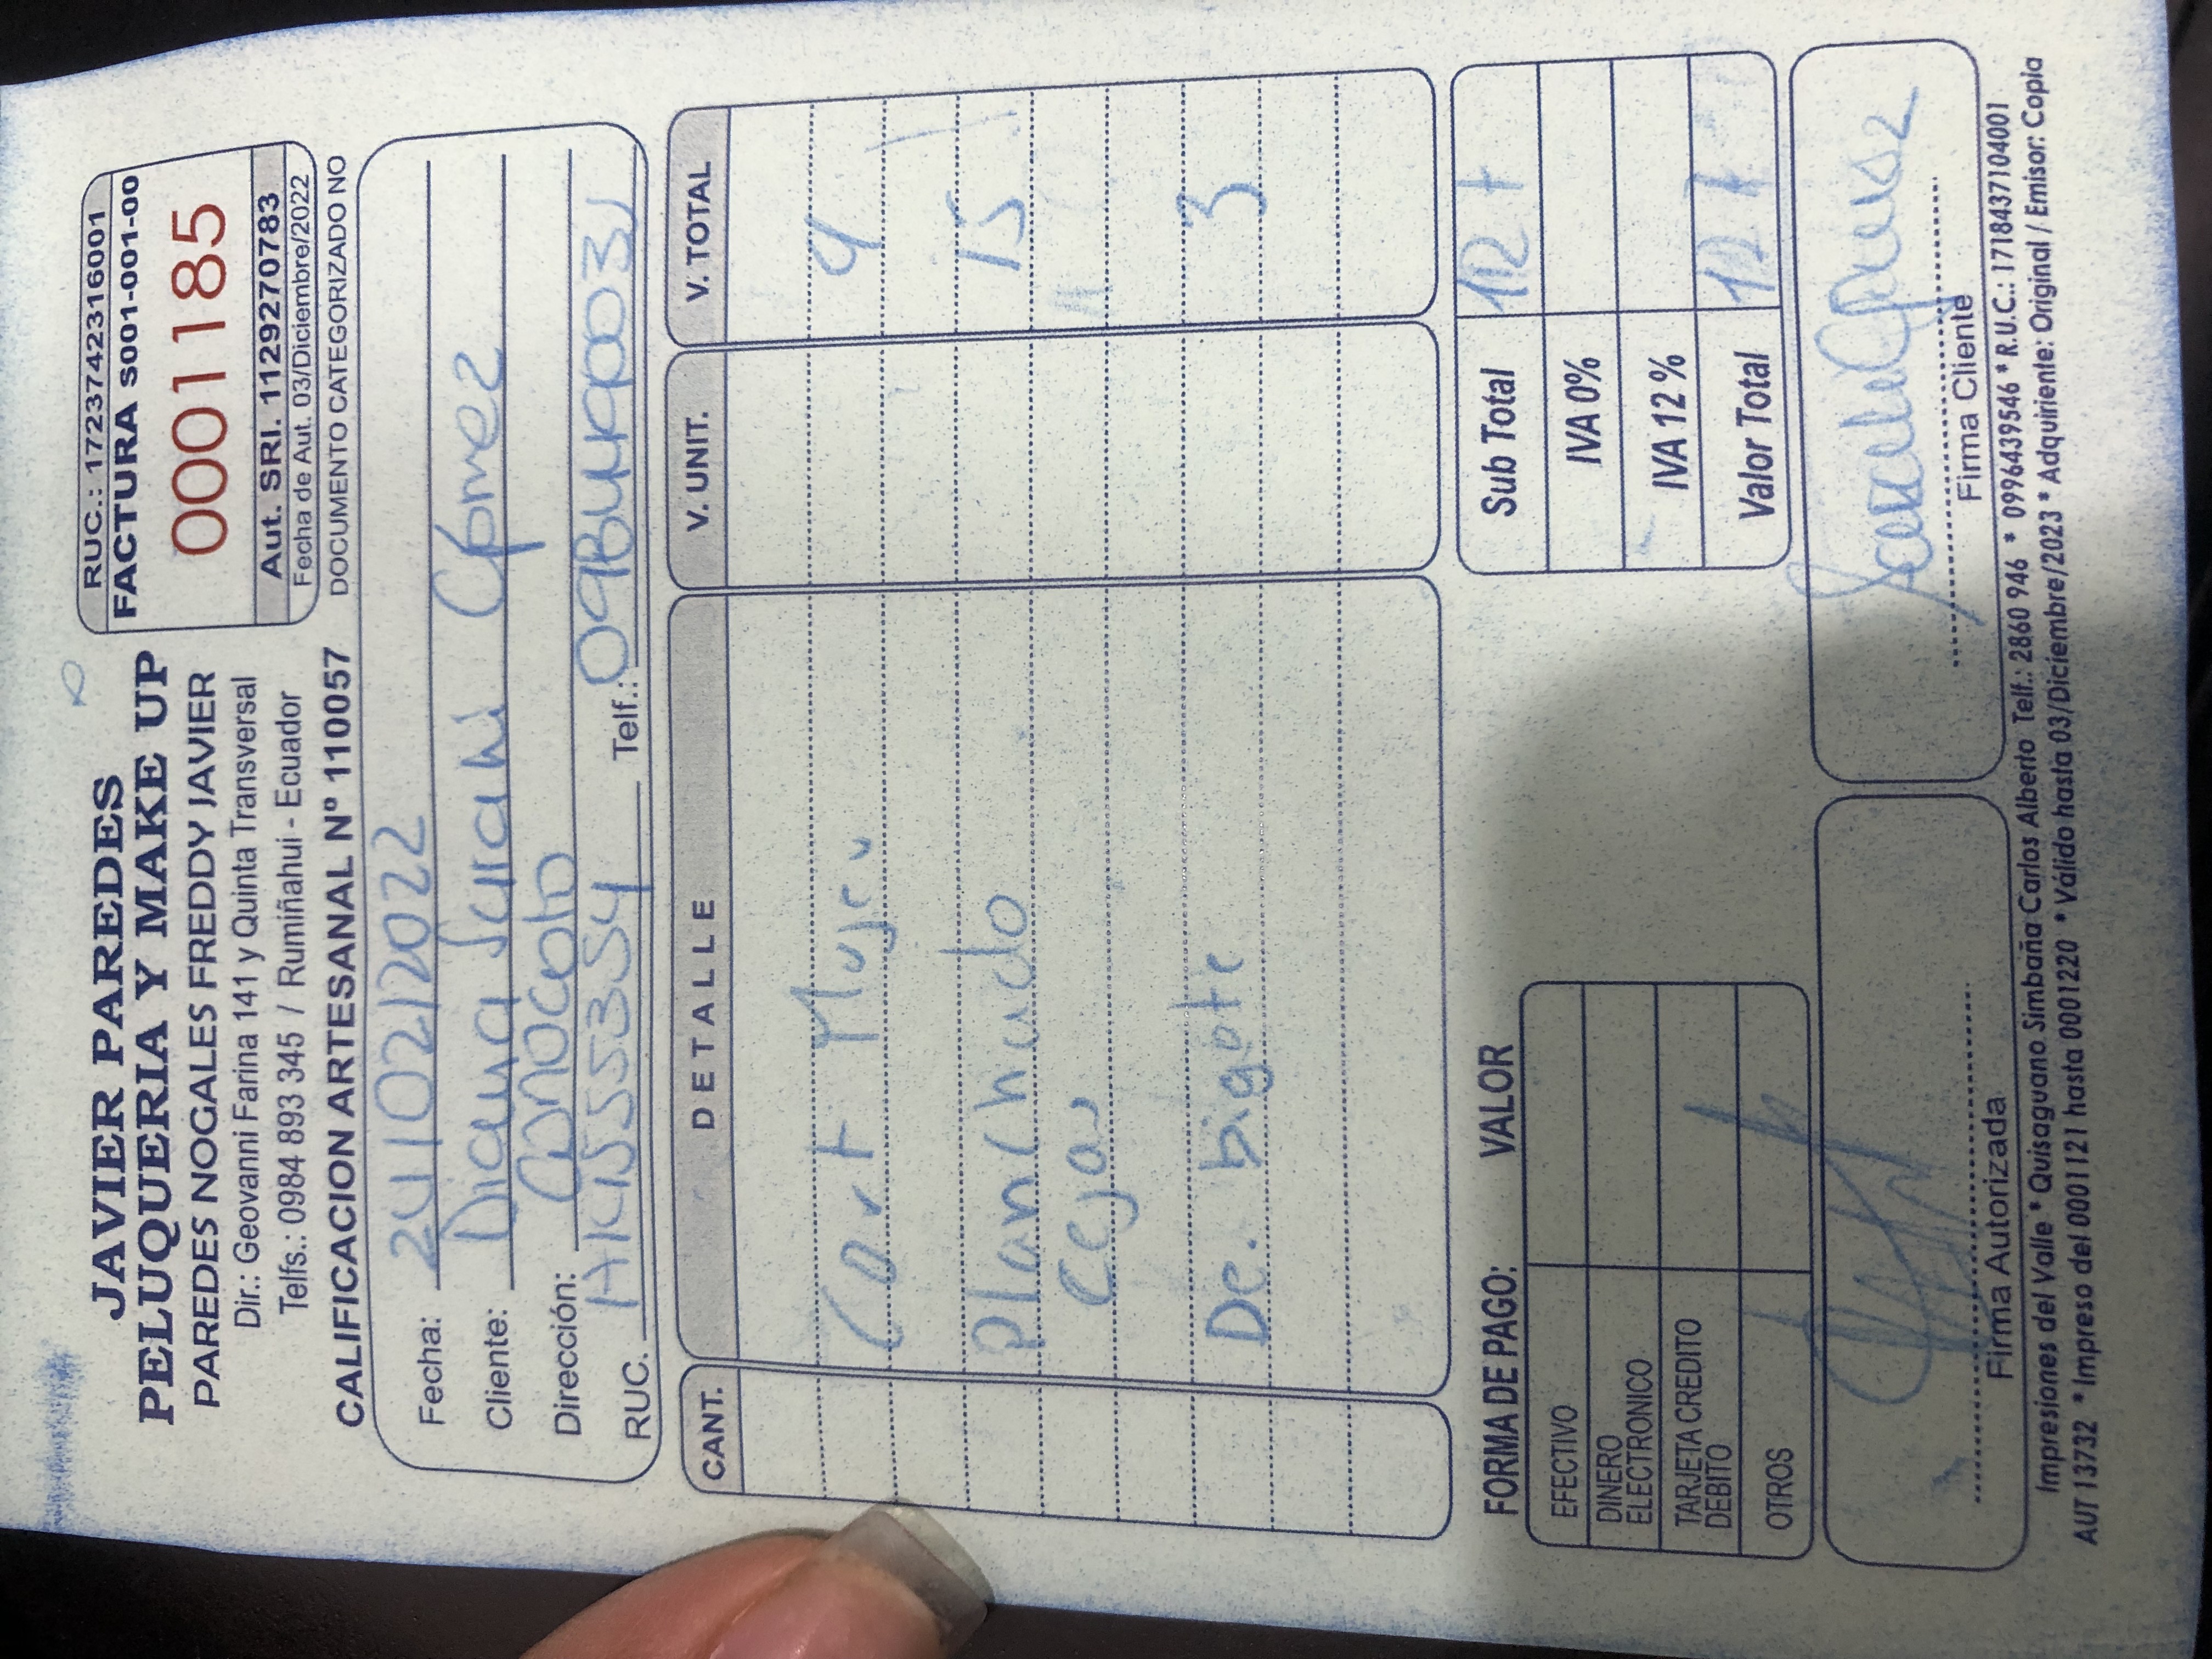 JAVIER PAREDES
PELUQUERIA Y MAKE UP
PAREDES NOGALES FREDDY JAVIER
Dir.: Geovanni Farina 141 y Quinta Transversal
Telfs.: 0984 893 345 / Rumiñahui - Ecuador
CALIFICACION ARTESANAL Nº 110057
RUC.: 1723742316001
FACTURA S001-001-00
0001185
Aut. SRI. 1129270783
Fecha de Aut. 03/Diciembre/2022
DOCUMENTO CATEGORIZADO NO
Fecha: 24/02/2022
Cliente: Diana Sarahi Gómez
Dirección: Conocoto
RUC. Telf.:
CANT. DETALLE V. UNIT. V. TOTAL
Cort Mujer 9
Planchado 15
Cejas
De. bigote 3
FORMA DE PAGO: VALOR
EFECTIVO
DINERO ELECTRONICO
TARJETA CREDITO DEBITO
OTROS
Sub Total
IVA 0%
IVA 12 %
Valor Total
Firma Autorizada
Firma Cliente
Impresiones del Valle * Quisaguano Simbaña Carlos Alberto Telf.: 2860 946 * 0996439546 * R.U.C.: 1718437104001
AUT 13732 * Impreso del 0001121 hasta 0001220 * Válido hasta 03/Diciembre/2023 * Adquiriente: Original / Emisor: Copia